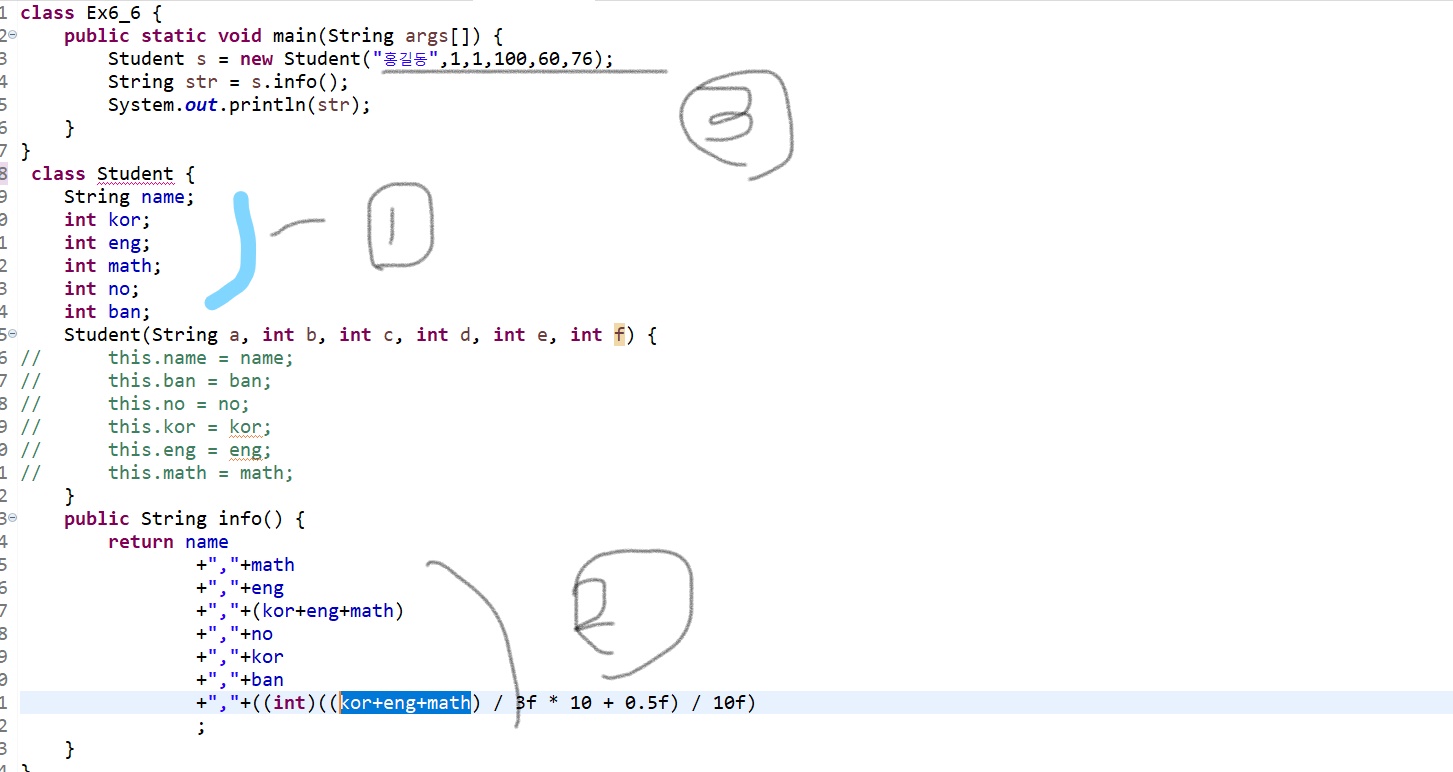 1 class Ex6_6 {
2 public static void main(String args[]) {
3 Student s = new Student("홍길동",1,1,100,60,76);
4 String str = s.info();
5 System.out.println(str);
6 }
7 }
8 class Student {
9 String name;
0 int kor;
1 int eng;
2 int math;
3 int no;
4 int ban;
5 Student(String a, int b, int c, int d, int e, int f) {
6 // this.name = name;
7 // this.ban = ban;
8 // this.no = no;
9 // this.kor = kor;
0 // this.eng = eng;
1 // this.math = math;
2 }
3 public String info() {
4 return name
5 +","+math
6 +","+eng
7 +","+(kor+eng+math)
8 +","+no
9 +","+kor
0 +","+ban
1 +","+((int)((kor+eng+math) / 3f * 10 + 0.5f) / 10f)
2 ;
3 }
4 }
3
1
2